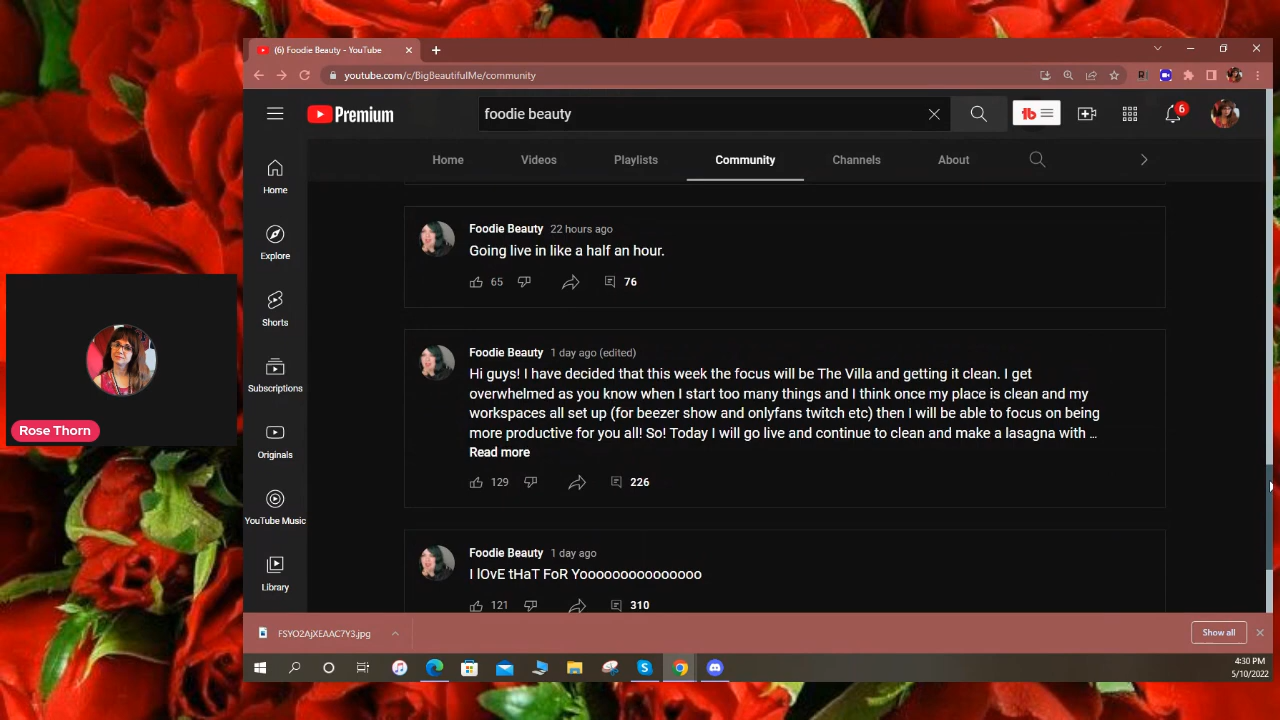 (6) Foodie Beauty - YouTube
youtube.com/c/BigBeautifulMe/community
Premium
foodie beauty
tb
6
Home
Videos
Playlists
Community
Channels
About
Home
Explore
Shorts
Subscriptions
Originals
YouTube Music
Library
Foodie Beauty 22 hours ago
Going live in like a half an hour.
65
76
Foodie Beauty 1 day ago (edited)
Hi guys! I have decided that this week the focus will be The Villa and getting it clean. I get
overwhelmed as you know when I start too many things and I think once my place is clean and my
workspaces all set up (for beezer show and onlyfans twitch etc) then I will be able to focus on being
more productive for you all! So! Today I will go live and continue to clean and make a lasagna with ...
Read more
129
226
Foodie Beauty 1 day ago
I lOvE tHaT FoR Yooooooooooooooo
121
310
Rose Thorn
FSYO2AjXEAAC7Y3.jpg
Show all
4:30 PM
5/10/2022